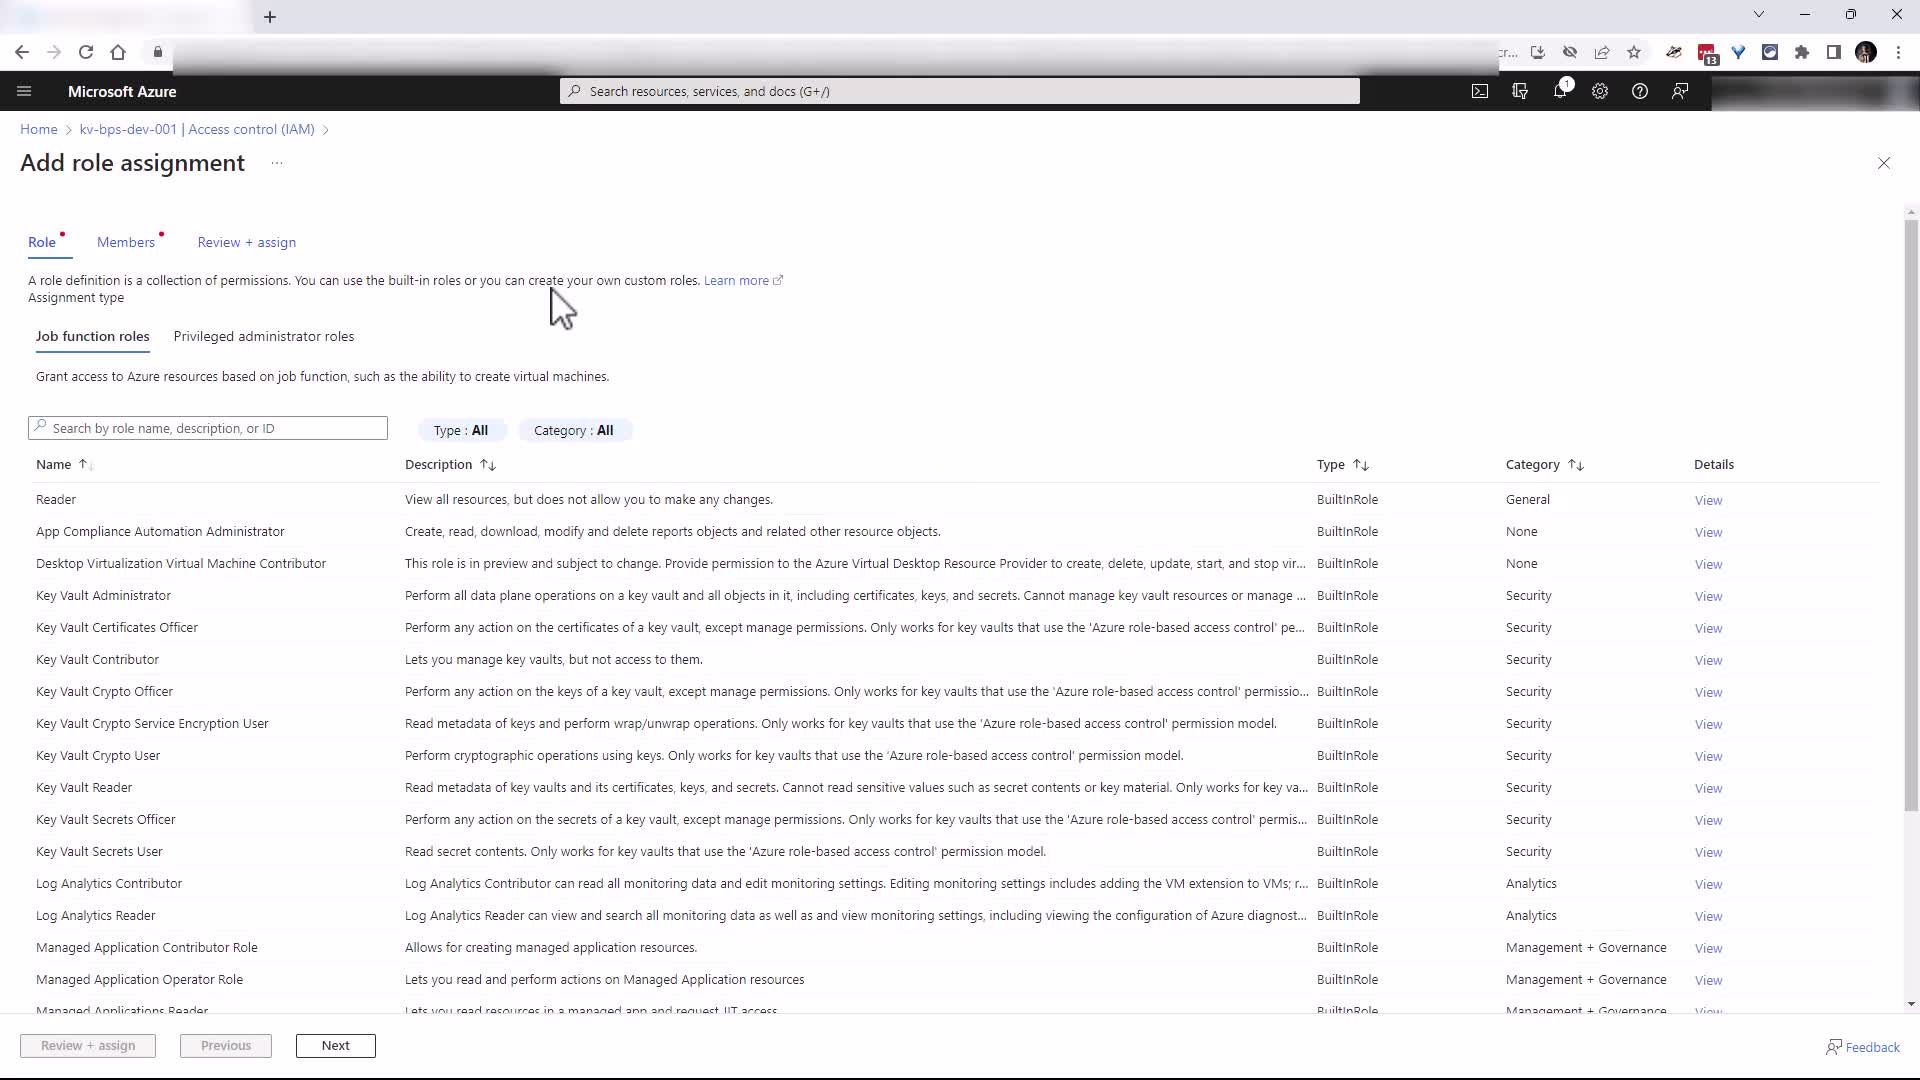 cr...
13
Microsoft Azure
Search resources, services, and docs (G+/)
1
Home > kv-bps-dev-001 | Access control (IAM) >
Add role assignment ...
Role Members Review + assign
A role definition is a collection of permissions. You can use the built-in roles or you can create your own custom roles. Learn more
Assignment type
Job function roles Privileged administrator roles
Grant access to Azure resources based on job function, such as the ability to create virtual machines.
Search by role name, description, or ID Type : All Category : All
Name ↑↓ Description ↑↓ Type ↑↓ Category ↑↓ Details
Reader View all resources, but does not allow you to make any changes. BuiltInRole General View
App Compliance Automation Administrator Create, read, download, modify and delete reports objects and related other resource objects. BuiltInRole None View
Desktop Virtualization Virtual Machine Contributor This role is in preview and subject to change. Provide permission to the Azure Virtual Desktop Resource Provider to create, delete, update, start, and stop vir... BuiltInRole None View
Key Vault Administrator Perform all data plane operations on a key vault and all objects in it, including certificates, keys, and secrets. Cannot manage key vault resources or manage ... BuiltInRole Security View
Key Vault Certificates Officer Perform any action on the certificates of a key vault, except manage permissions. Only works for key vaults that use the 'Azure role-based access control' pe... BuiltInRole Security View
Key Vault Contributor Lets you manage key vaults, but not access to them. BuiltInRole Security View
Key Vault Crypto Officer Perform any action on the keys of a key vault, except manage permissions. Only works for key vaults that use the 'Azure role-based access control' permissio... BuiltInRole Security View
Key Vault Crypto Service Encryption User Read metadata of keys and perform wrap/unwrap operations. Only works for key vaults that use the 'Azure role-based access control' permission model. BuiltInRole Security View
Key Vault Crypto User Perform cryptographic operations using keys. Only works for key vaults that use the 'Azure role-based access control' permission model. BuiltInRole Security View
Key Vault Reader Read metadata of key vaults and its certificates, keys, and secrets. Cannot read sensitive values such as secret contents or key material. Only works for key va... BuiltInRole Security View
Key Vault Secrets Officer Perform any action on the secrets of a key vault, except manage permissions. Only works for key vaults that use the 'Azure role-based access control' permis... BuiltInRole Security View
Key Vault Secrets User Read secret contents. Only works for key vaults that use the 'Azure role-based access control' permission model. BuiltInRole Security View
Log Analytics Contributor Log Analytics Contributor can read all monitoring data and edit monitoring settings. Editing monitoring settings includes adding the VM extension to VMs; r... BuiltInRole Analytics View
Log Analytics Reader Log Analytics Reader can view and search all monitoring data as well as and view monitoring settings, including viewing the configuration of Azure diagnost... BuiltInRole Analytics View
Managed Application Contributor Role Allows for creating managed application resources. BuiltInRole Management + Governance View
Managed Application Operator Role Lets you read and perform actions on Managed Application resources BuiltInRole Management + Governance View
Managed Applications Reader Lets you read resources in a managed app and request JIT access. BuiltInRole Management + Governance View
Review + assign Previous Next Feedback